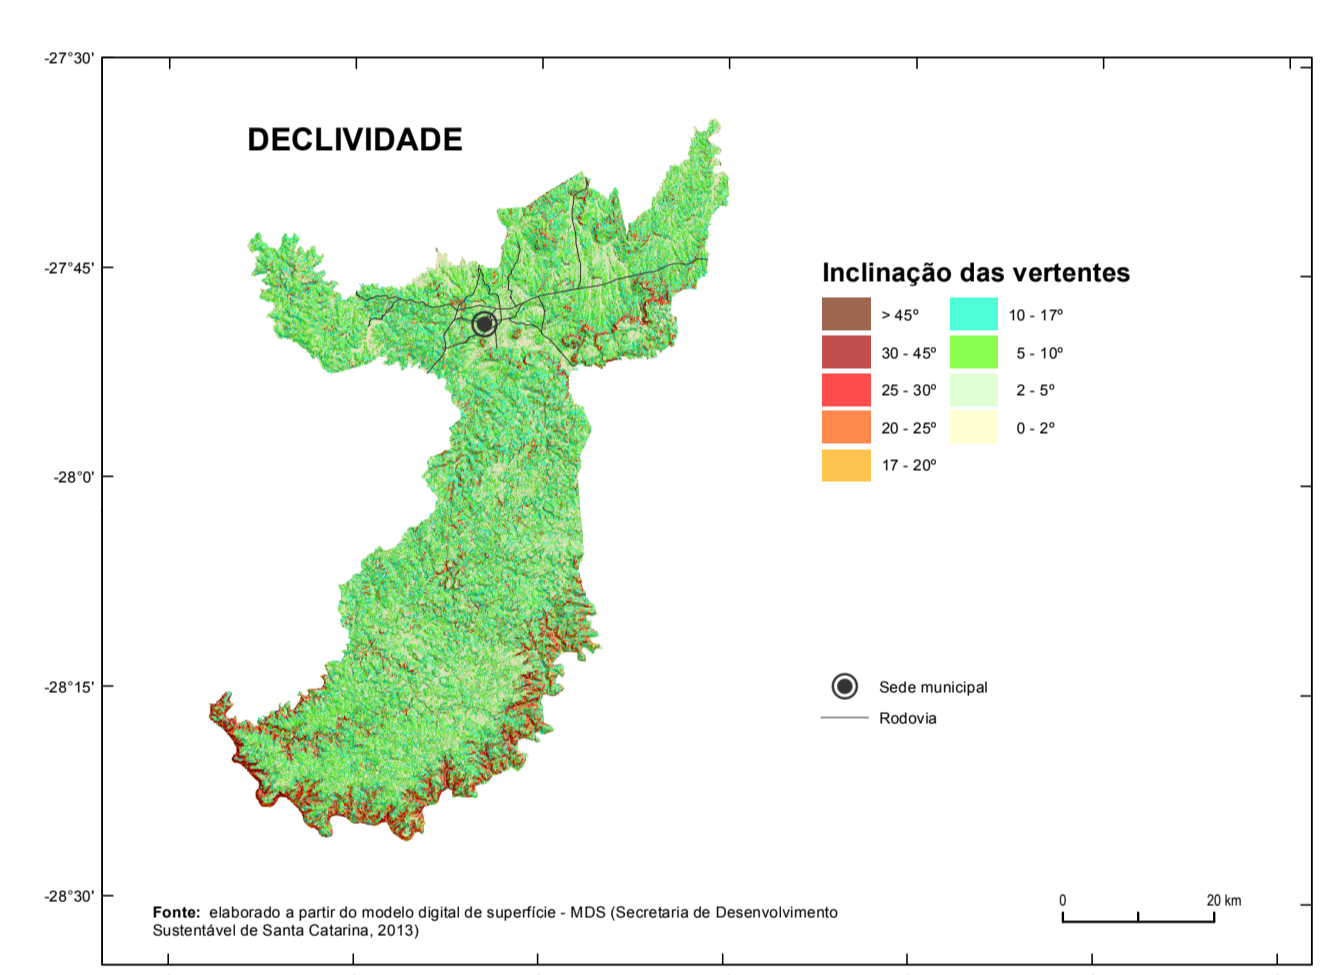 -27°30'
DECLIVIDADE
-27°45'
Inclinação das vertentes
> 45º
10 - 17º
30 - 45º
5 - 10º
25 - 30º
2 - 5º
20 - 25º
0 - 2º
17 - 20º
-28°0'
-28°15'
Sede municipal
Rodovia
-28°30'
0 20 km
Fonte: elaborado a partir do modelo digital de superfície - MDS (Secretaria de Desenvolvimento
Sustentável de Santa Catarina, 2013)